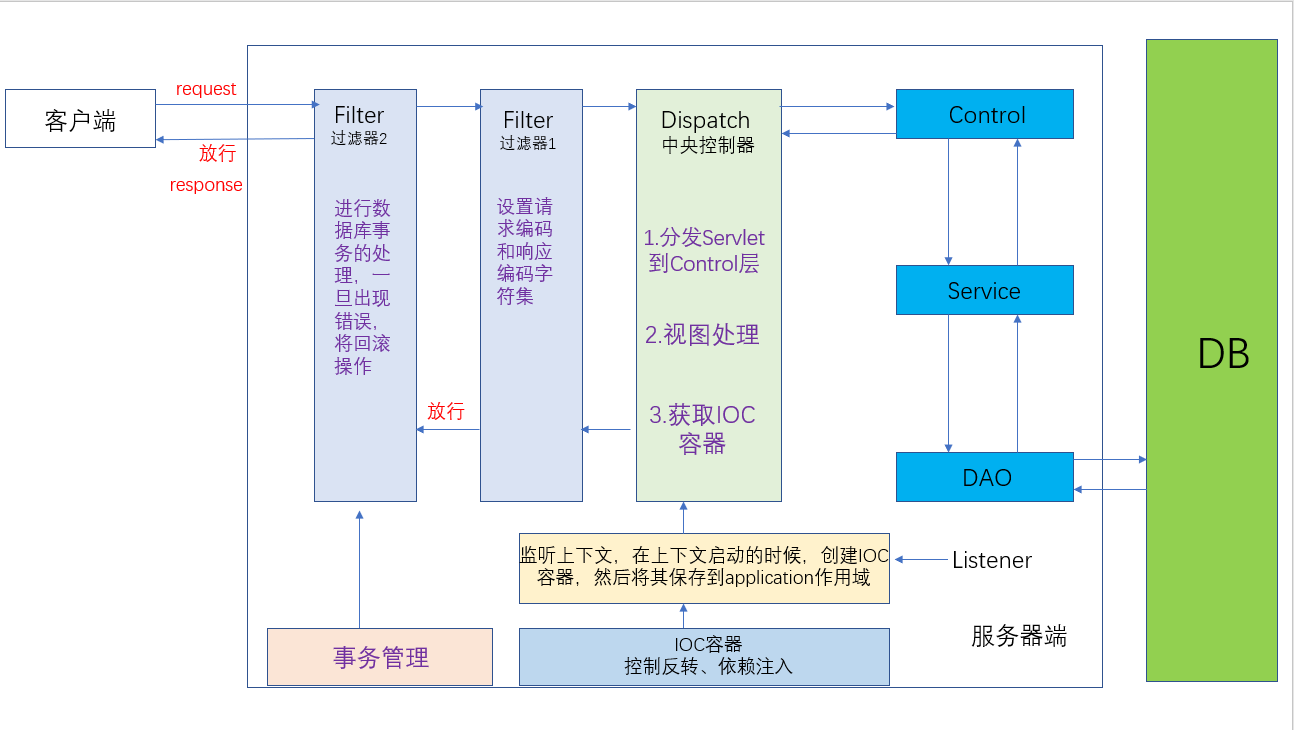 客户端
request
放行
response
Filter
过滤器2
进行数
据库事
务的处
理，一
旦出现
错误，
将回滚
操作
放行
Filter
过滤器1
设置请
求编码
和响应
编码字
符集
Dispatch
中央控制器
1.分发Servlet
到Control层
2.视图处理
3.获取IOC
容器
Control
Service
DAO
DB
监听上下文，在上下文启动的时候，创建IOC
容器，然后将其保存到application作用域
Listener
服务器端
事务管理
IOC容器
控制反转、依赖注入